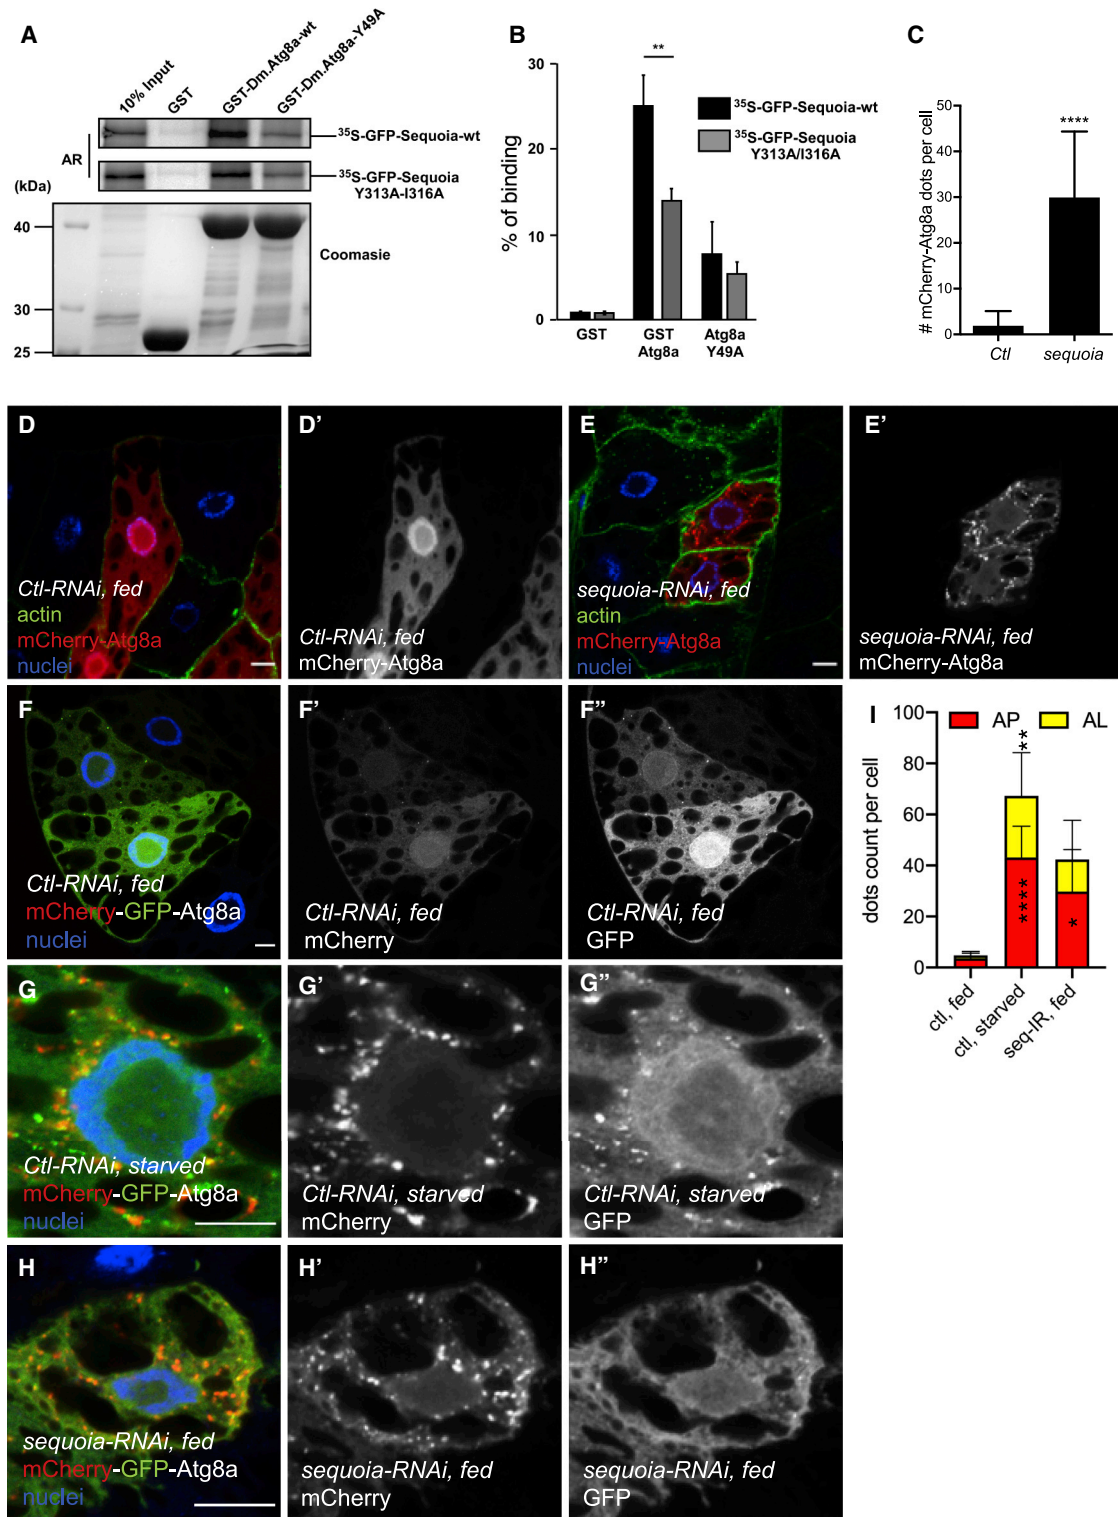 A
10% Input
GST
GST-Dm.Atg8a-wt
GST-Dm.Atg8a-Y49A
AR
35S-GFP-Sequoia-wt
35S-GFP-Sequoia
Y313A-I316A
(kDa)
40
30
25
Coomasie
B
% of binding
30
20
10
0
**
35S-GFP-Sequoia-wt
35S-GFP-Sequoia
Y313A/I316A
GST
GST
Atg8a
Atg8a
Y49A
C
# mCherry-Atg8a dots per cell
50
40
30
20
10
0
****
Ctl
sequoia
D
Ctl-RNAi, fed
actin
mCherry-Atg8a
nuclei
D'
Ctl-RNAi, fed
mCherry-Atg8a
E
sequoia-RNAi, fed
actin
mCherry-Atg8a
nuclei
E'
sequoia-RNAi, fed
mCherry-Atg8a
F
Ctl-RNAi, fed
mCherry-GFP-Atg8a
nuclei
F'
Ctl-RNAi, fed
mCherry
F"
Ctl-RNAi, fed
GFP
G
Ctl-RNAi, starved
mCherry-GFP-Atg8a
nuclei
G'
Ctl-RNAi, starved
mCherry
G"
Ctl-RNAi, starved
GFP
H
sequoia-RNAi, fed
mCherry-GFP-Atg8a
nuclei
H'
sequoia-RNAi, fed
mCherry
H"
sequoia-RNAi, fed
GFP
I
dots count per cell
100
80
60
40
20
0
AP
AL
**
****
*
ctl, fed
ctl, starved
seq-IR, fed